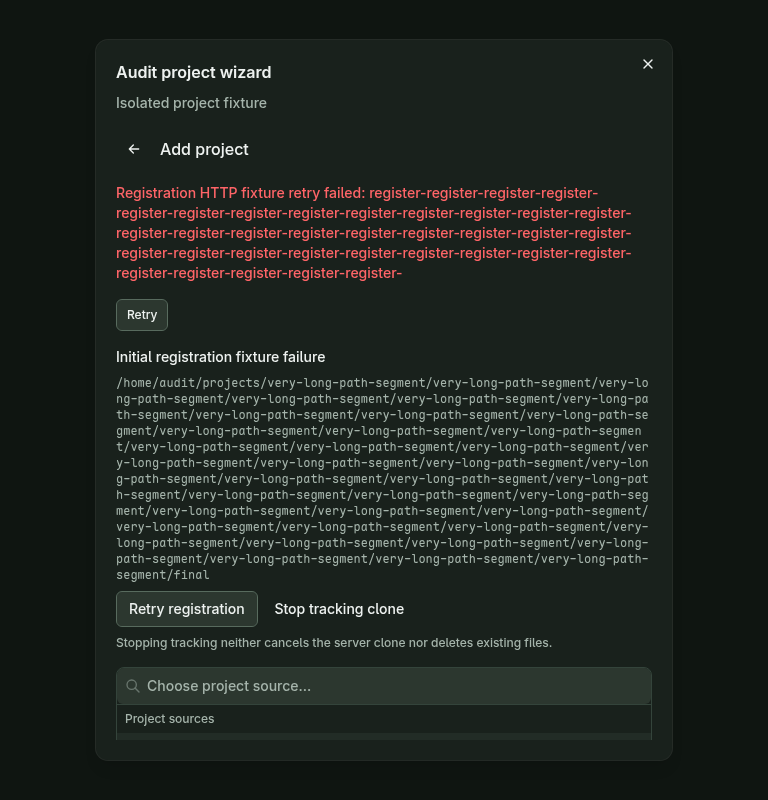 Audit project wizard
Isolated project fixture
Add project
Registration HTTP fixture retry failed: register-register-register-register-
register-register-register-register-register-register-register-register-register-
register-register-register-register-register-register-register-register-register-
register-register-register-register-register-register-register-register-register-
register-register-register-register-register-
Retry
Initial registration fixture failure
/home/audit/projects/very-long-path-segment/very-long-path-segment/very-lo
ng-path-segment/very-long-path-segment/very-long-path-segment/very-long-pa
th-segment/very-long-path-segment/very-long-path-segment/very-long-path-se
gment/very-long-path-segment/very-long-path-segment/very-long-path-segmen
t/very-long-path-segment/very-long-path-segment/very-long-path-segment/ver
y-long-path-segment/very-long-path-segment/very-long-path-segment/very-lon
g-path-segment/very-long-path-segment/very-long-path-segment/very-long-pat
h-segment/very-long-path-segment/very-long-path-segment/very-long-path-seg
ment/very-long-path-segment/very-long-path-segment/very-long-path-segment/
very-long-path-segment/very-long-path-segment/very-long-path-segment/very-
long-path-segment/very-long-path-segment/very-long-path-segment/very-long-
path-segment/very-long-path-segment/very-long-path-segment/very-long-path-
segment/final
Retry registration
Stop tracking clone
Stopping tracking neither cancels the server clone nor deletes existing files.
Choose project source...
Project sources